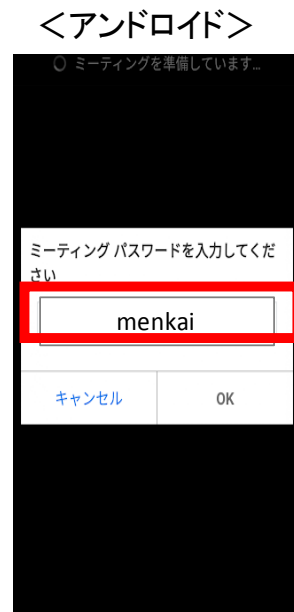 ＜アンドロイド＞
ミーティングを準備しています...
ミーティング パスワードを入力してくだ
さい
menkai
キャンセル
OK